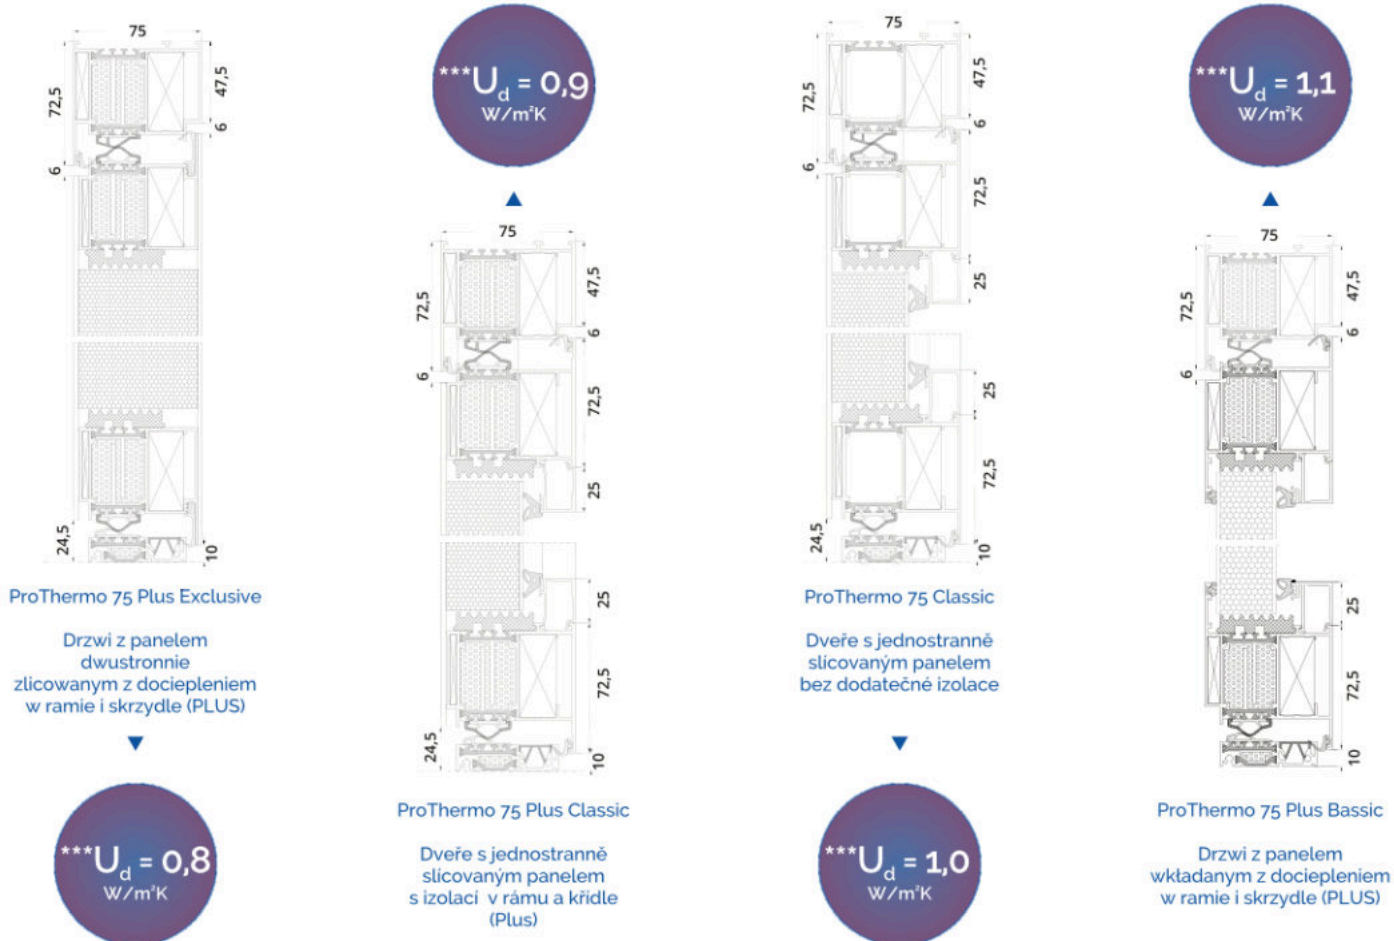 75
72,5
47,5
6
6
24,5
10
ProThermo 75 Plus Exclusive
Drzwi z panelem
dwustronnie
zlicowanym z dociepleniem
w ramie i skrzydle (PLUS)
***Ud = 0,8
W/m²K
***Ud = 0,9
W/m²K
75
72,5
47,5
6
6
72,5
25
25
72,5
24,5
10
ProThermo 75 Plus Classic
Dveře s jednostranně
slícovaným panelem
s izolací v rámu a křídle
(Plus)
75
72,5
47,5
6
6
72,5
25
25
72,5
24,5
10
ProThermo 75 Classic
Dveře s jednostranně
slícovaným panelem
bez dodatečné izolace
***Ud = 1,0
W/m²K
***Ud = 1,1
W/m²K
75
72,5
47,5
6
6
25
72,5
10
ProThermo 75 Plus Bassic
Drzwi z panelem
wkładanym z dociepleniem
w ramie i skrzydle (PLUS)